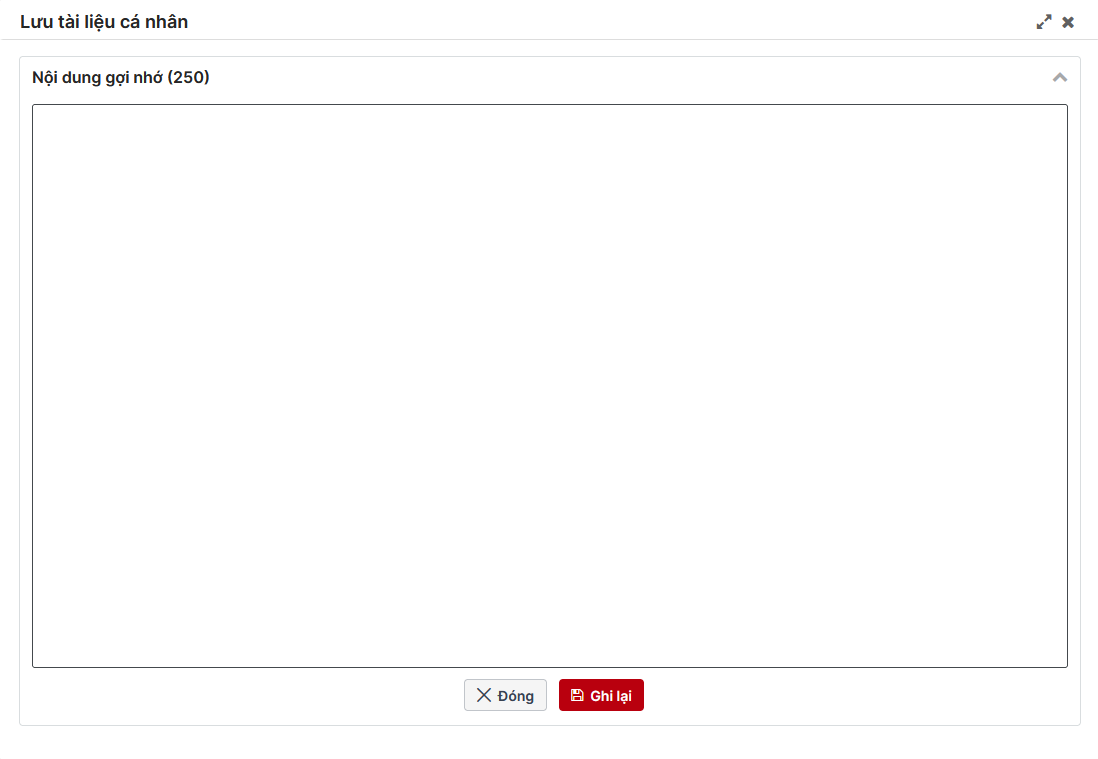 Lưu tài liệu cá nhân
Nội dung gợi nhớ (250)
Đóng
Ghi lại